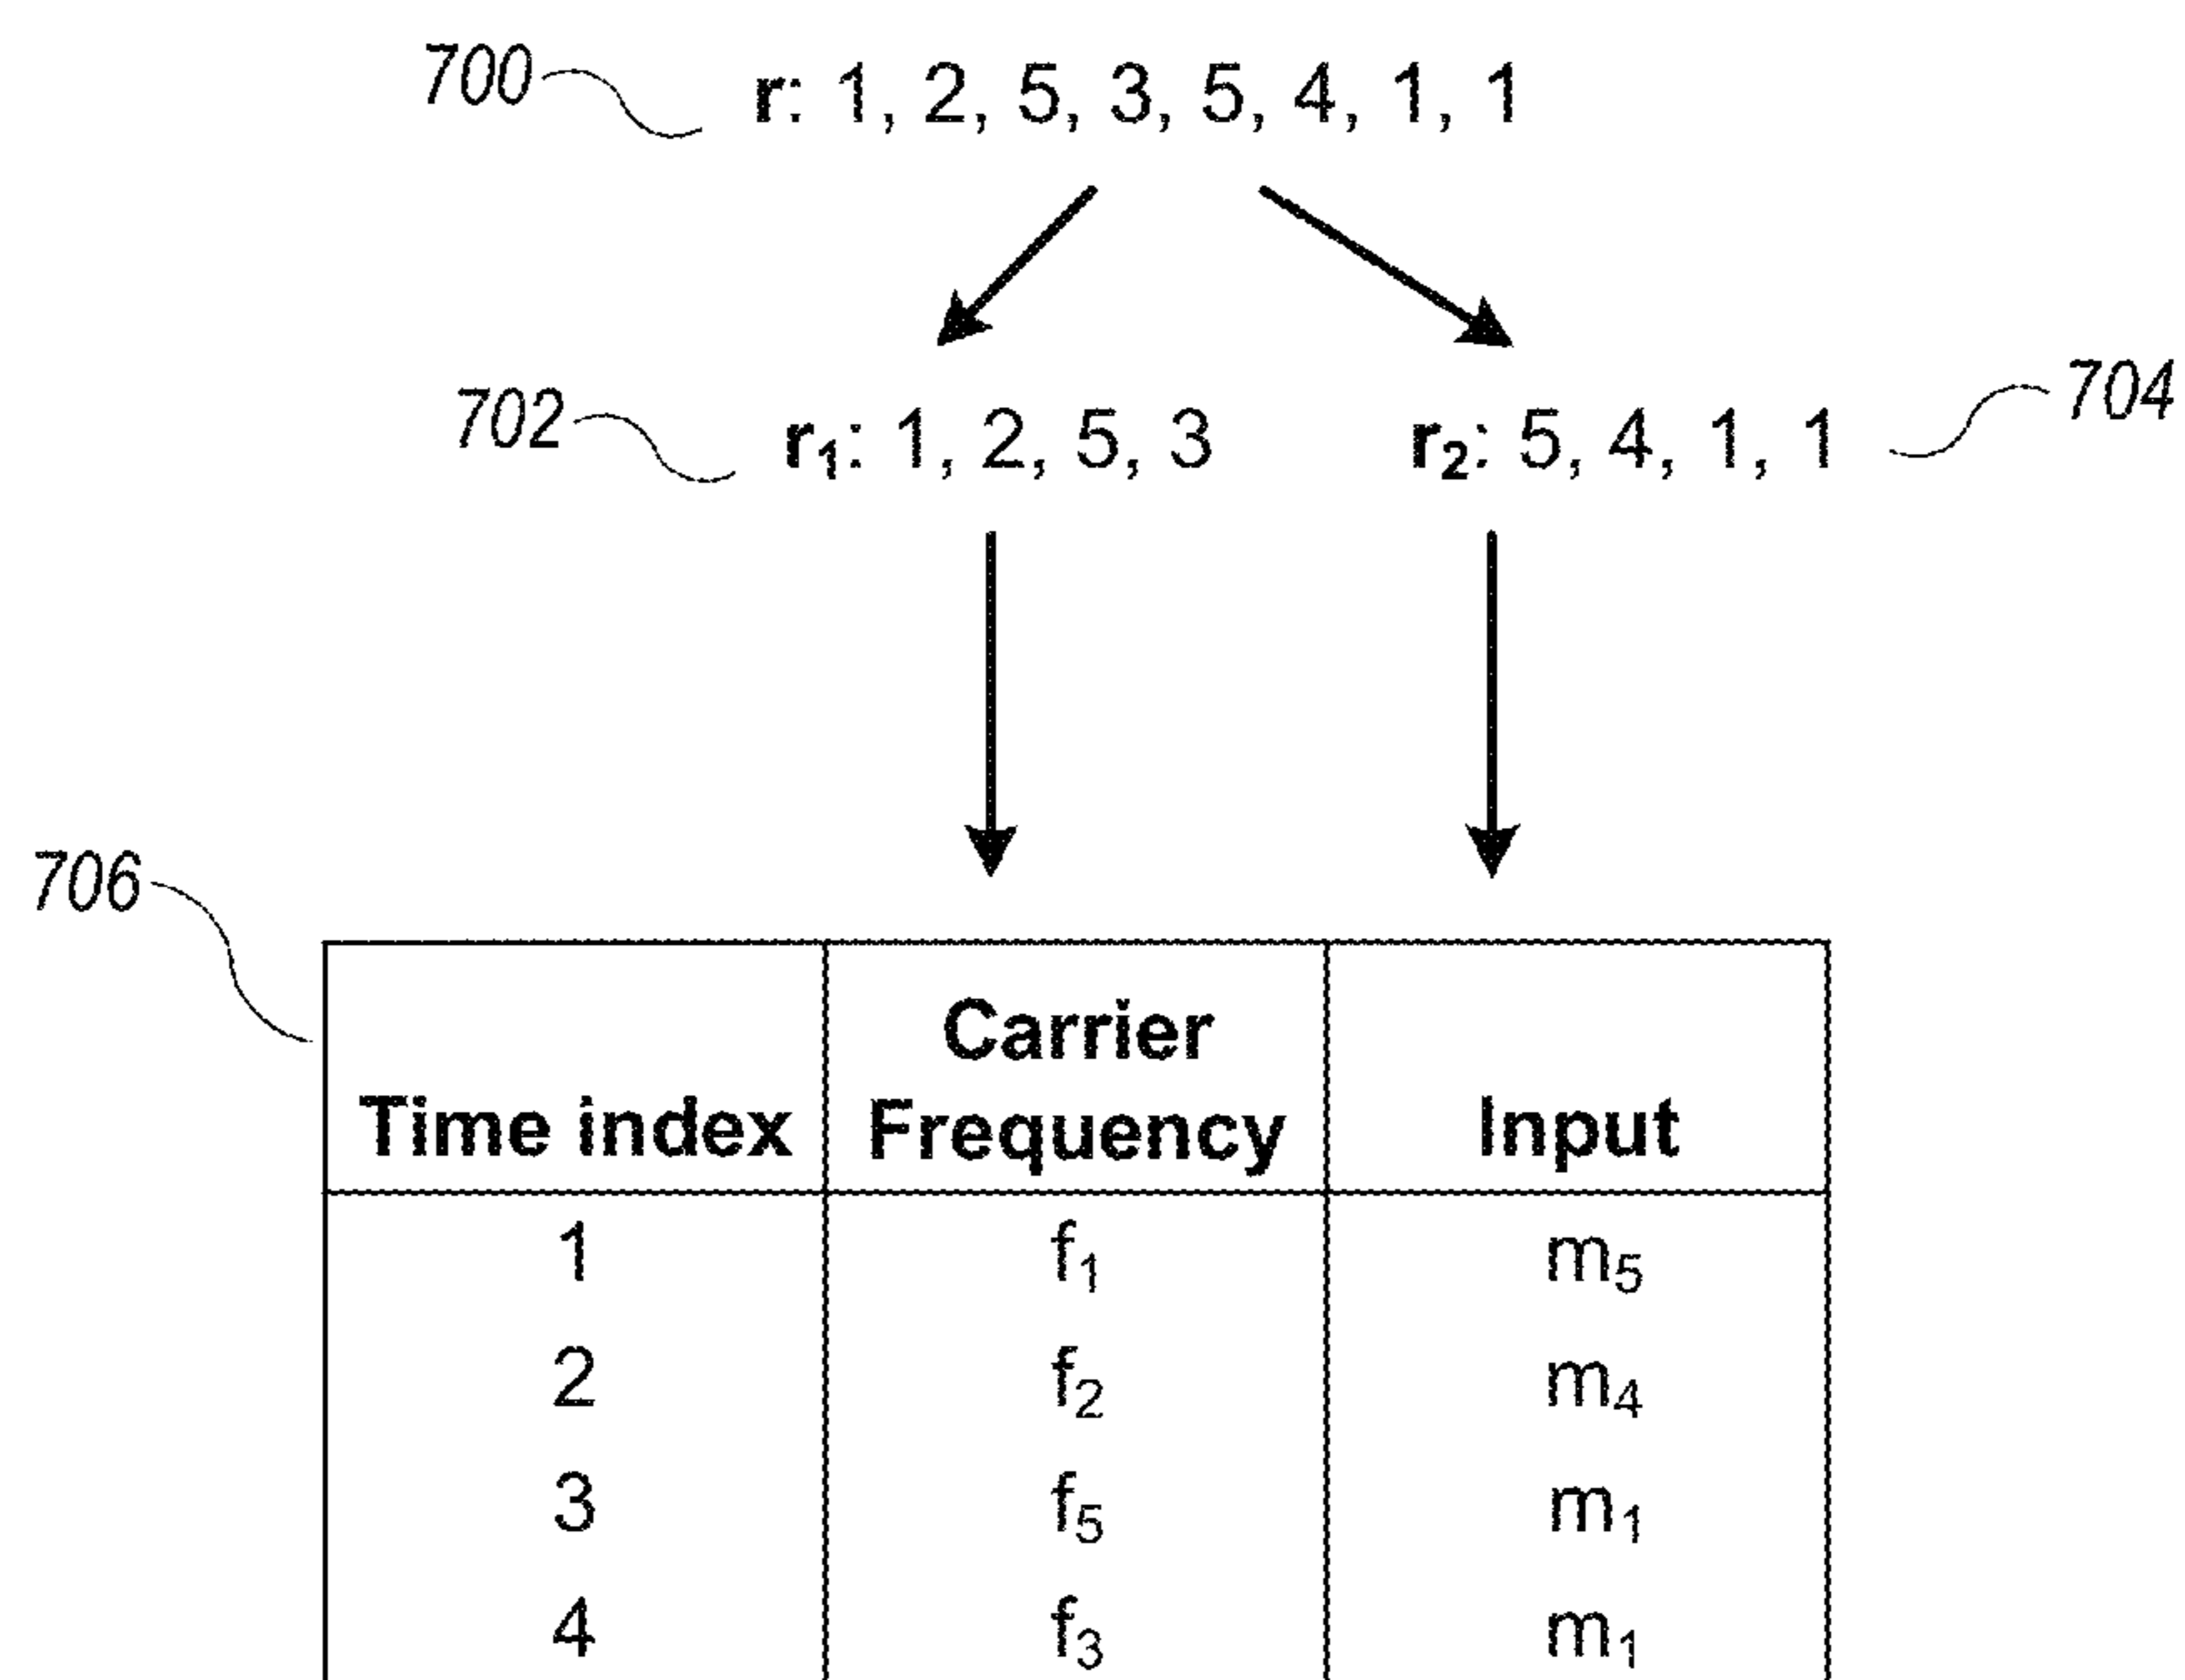 700 r: 1, 2, 5, 3, 5, 4, 1, 1
702 r₁: 1, 2, 5, 3 r₂: 5, 4, 1, 1 704
706
Carrier
Time index Frequency Input
1 f₁ m₅
2 f₂ m₄
3 f₅ m₁
4 f₃ m₁